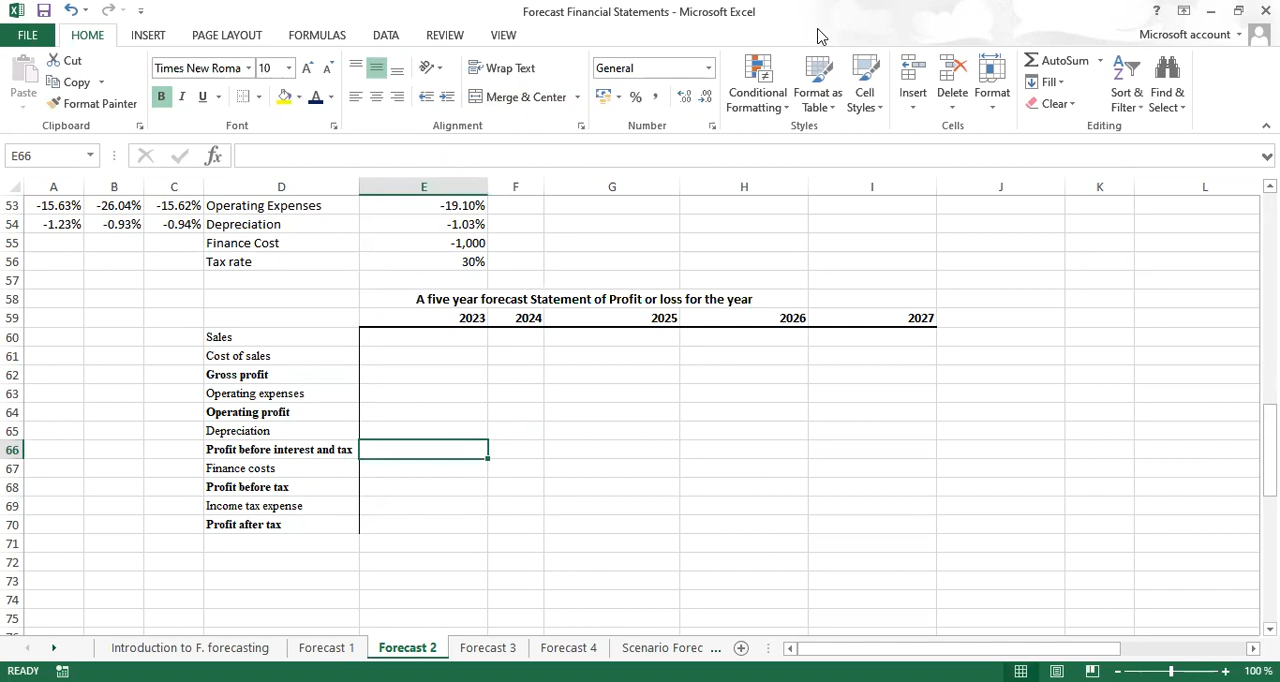 Forecast Financial Statements - Microsoft Excel
?
FILE HOME INSERT PAGE LAYOUT FORMULAS DATA REVIEW VIEW Microsoft account
Paste
Cut
Copy
Format Painter
Clipboard
Times New Roma 10 A A
B I U A
Font
Wrap Text
Merge & Center
Alignment
General
% ,
Number
Conditional Formatting
Format as Table
Cell Styles
Styles
Insert Delete Format
Cells
AutoSum
Fill
Clear
Sort & Filter
Find & Select
Editing
E66 fx
A B C D E F G H I J K L
53 -15.63% -26.04% -15.62% Operating Expenses -19.10%
54 -1.23% -0.93% -0.94% Depreciation -1.03%
55 Finance Cost -1,000
56 Tax rate 30%
57
58 A five year forecast Statement of Profit or loss for the year
59 2023 2024 2025 2026 2027
60 Sales
61 Cost of sales
62 Gross profit
63 Operating expenses
64 Operating profit
65 Depreciation
66 Profit before interest and tax
67 Finance costs
68 Profit before tax
69 Income tax expense
70 Profit after tax
71
72
73
74
75
Introduction to F. forecasting Forecast 1 Forecast 2 Forecast 3 Forecast 4 Scenario Forec ...
READY 100 %